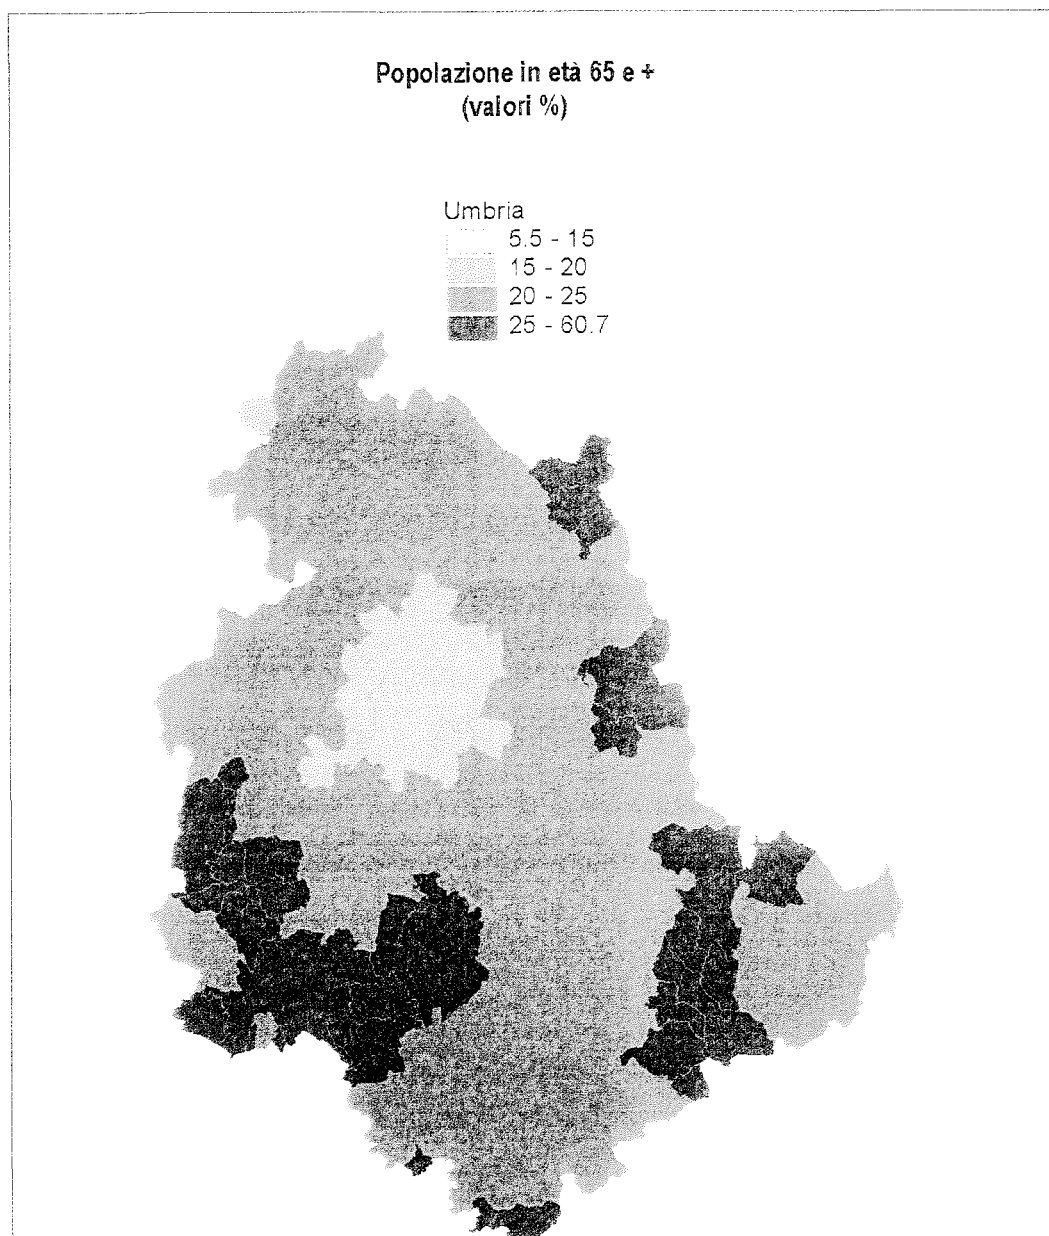 Popolazione in età 65 e +
(valori %)
Umbria
5.5 - 15
15 - 20
20 - 25
25 - 60.7